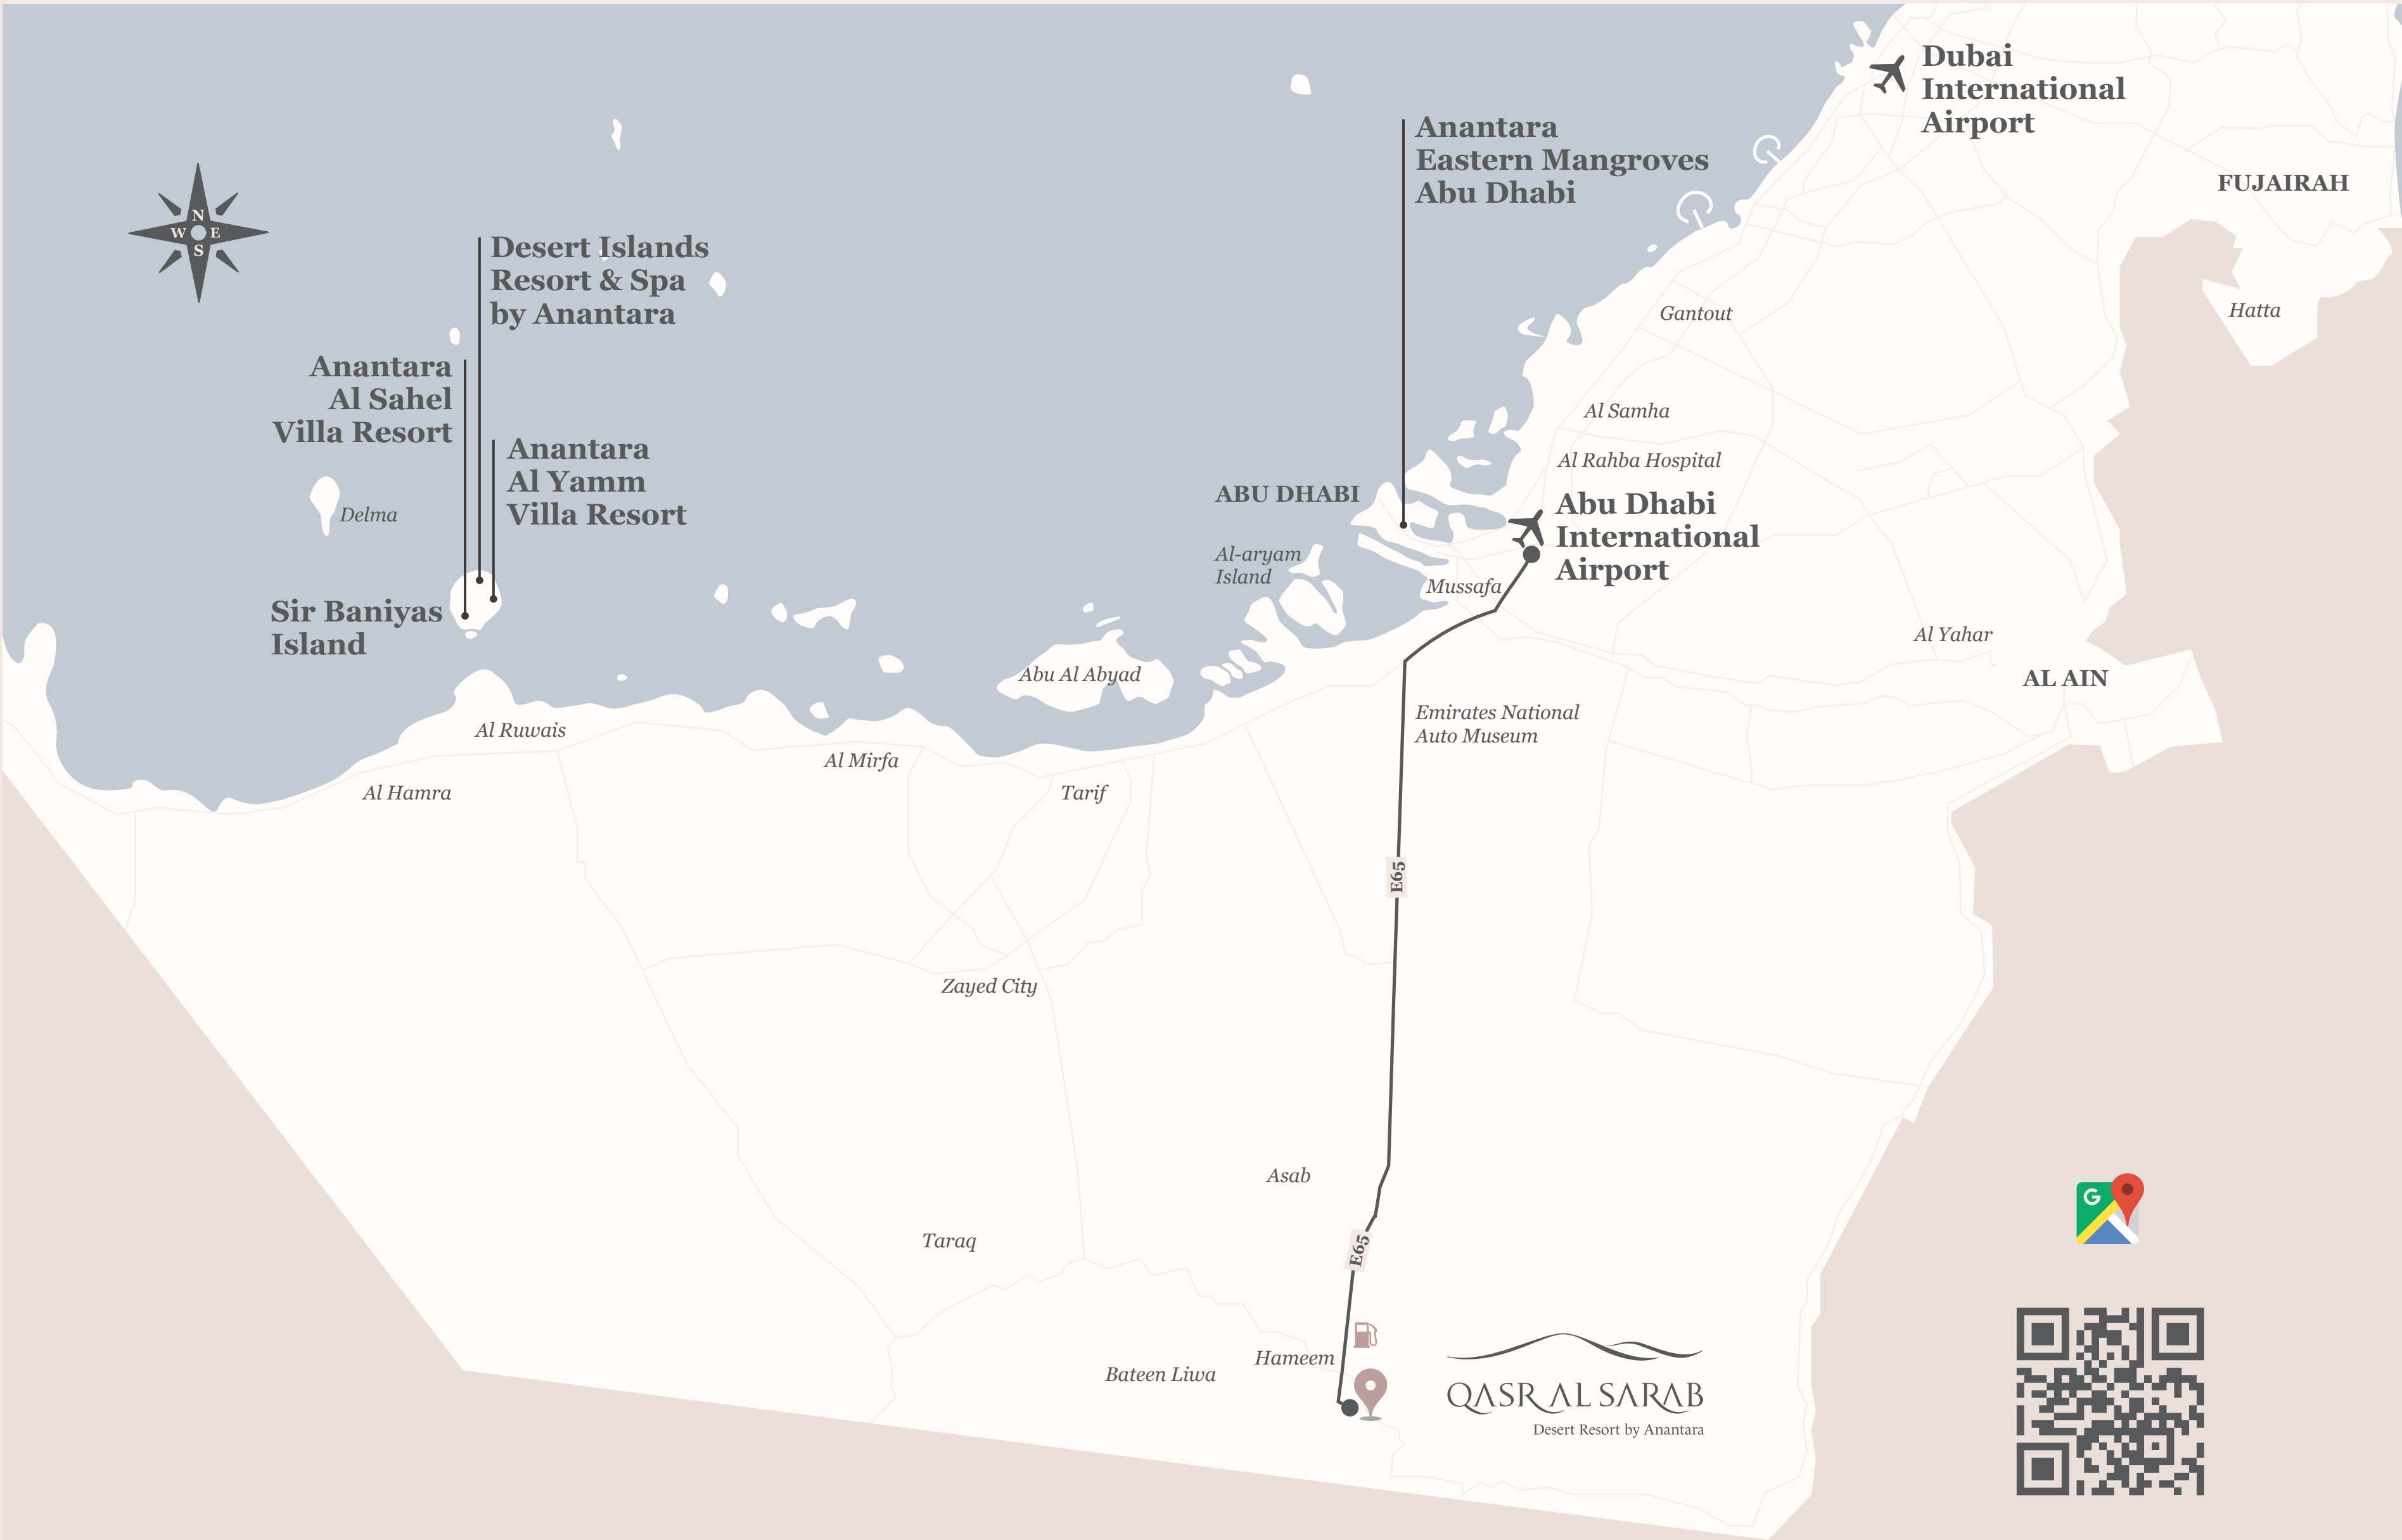 Dubai
International
Airport
FUJAIRAH
Hatta
Anantara
Eastern Mangroves
Abu Dhabi
N
W E
S
Desert Islands
Resort & Spa
by Anantara
Anantara
Al Sahel
Villa Resort
Anantara
Al Yamm
Villa Resort
Delma
Sir Baniyas
Island
Gantout
Al Samha
Al Rahba Hospital
ABU DHABI
Abu Dhabi
International
Airport
Al-aryam
Island
Mussafa
Al Yahar
AL AIN
Abu Al Abyad
Emirates National
Auto Museum
Al Ruwais
Al Mirfa
Al Hamra
Tarif
E65
Zayed City
Asab
Taraq
E65
G
Hameem
Bateen Liwa
QASR AL SARAB
Desert Resort by Anantara